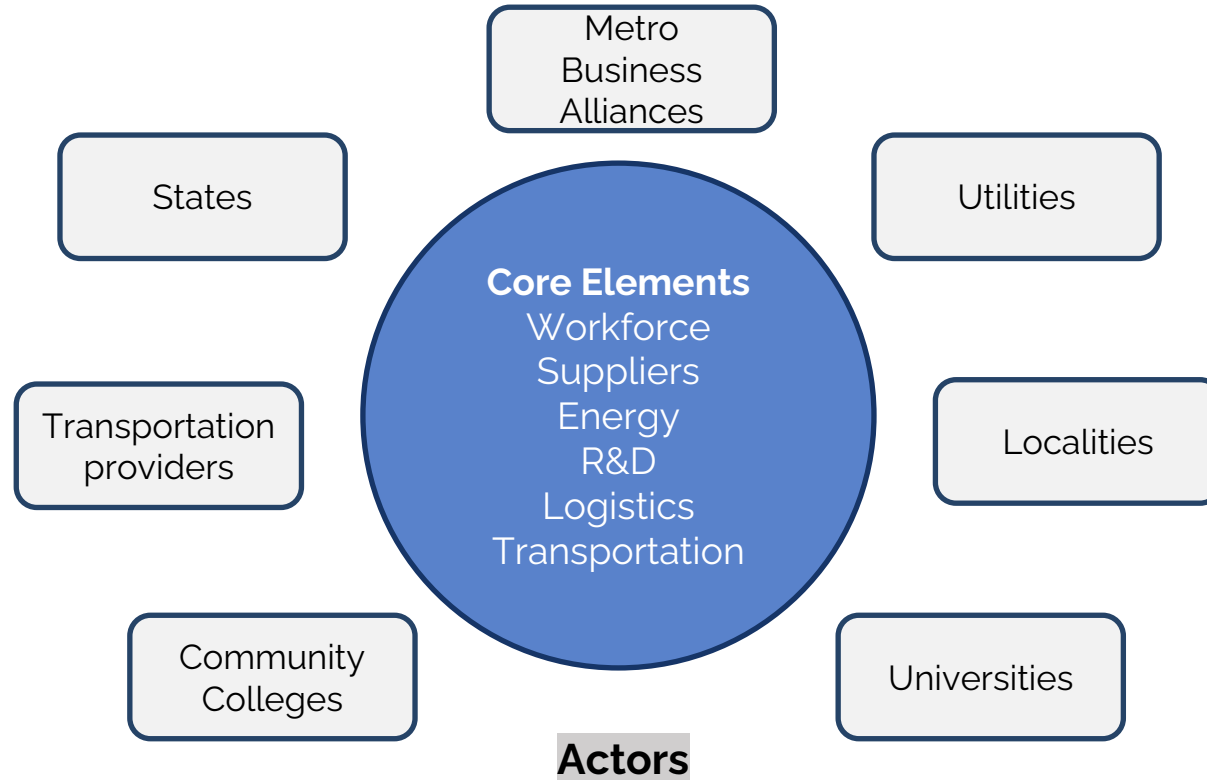 Metro
Business
Alliances
States
Utilities
Core Elements
Workforce
Suppliers
Energy
R&D
Logistics
Transportation
Transportation
providers
Localities
Community
Colleges
Universities
Actors